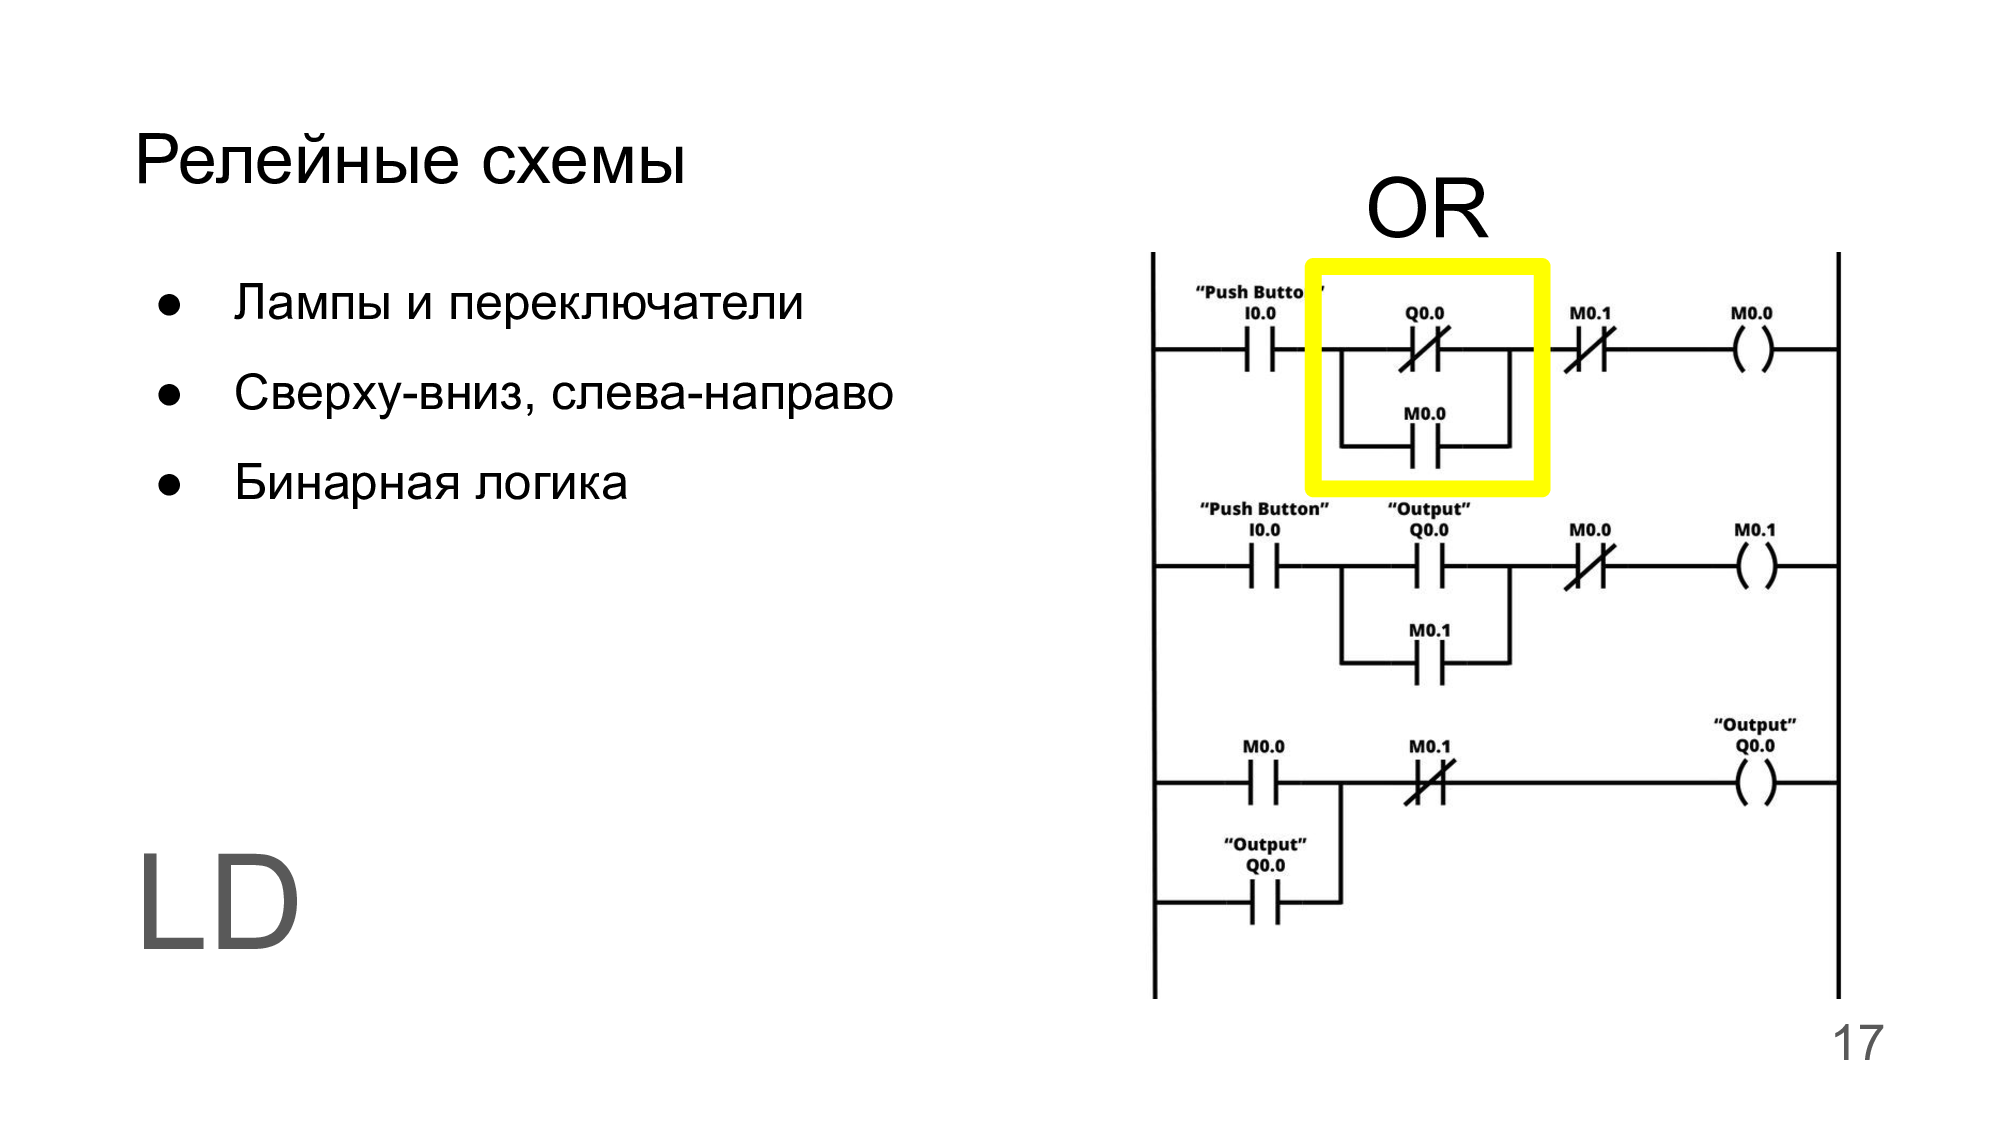 Релейные схемы
● Лампы и переключатели
● Сверху-вниз, слева-направо
● Бинарная логика
LD
OR
“Push Button”
I0.0
Q0.0
M0.1
M0.0
M0.0
“Push Button”
I0.0
“Output”
Q0.0
M0.0
M0.1
M0.1
“Output”
M0.0
M0.1
Q0.0
“Output”
Q0.0
17